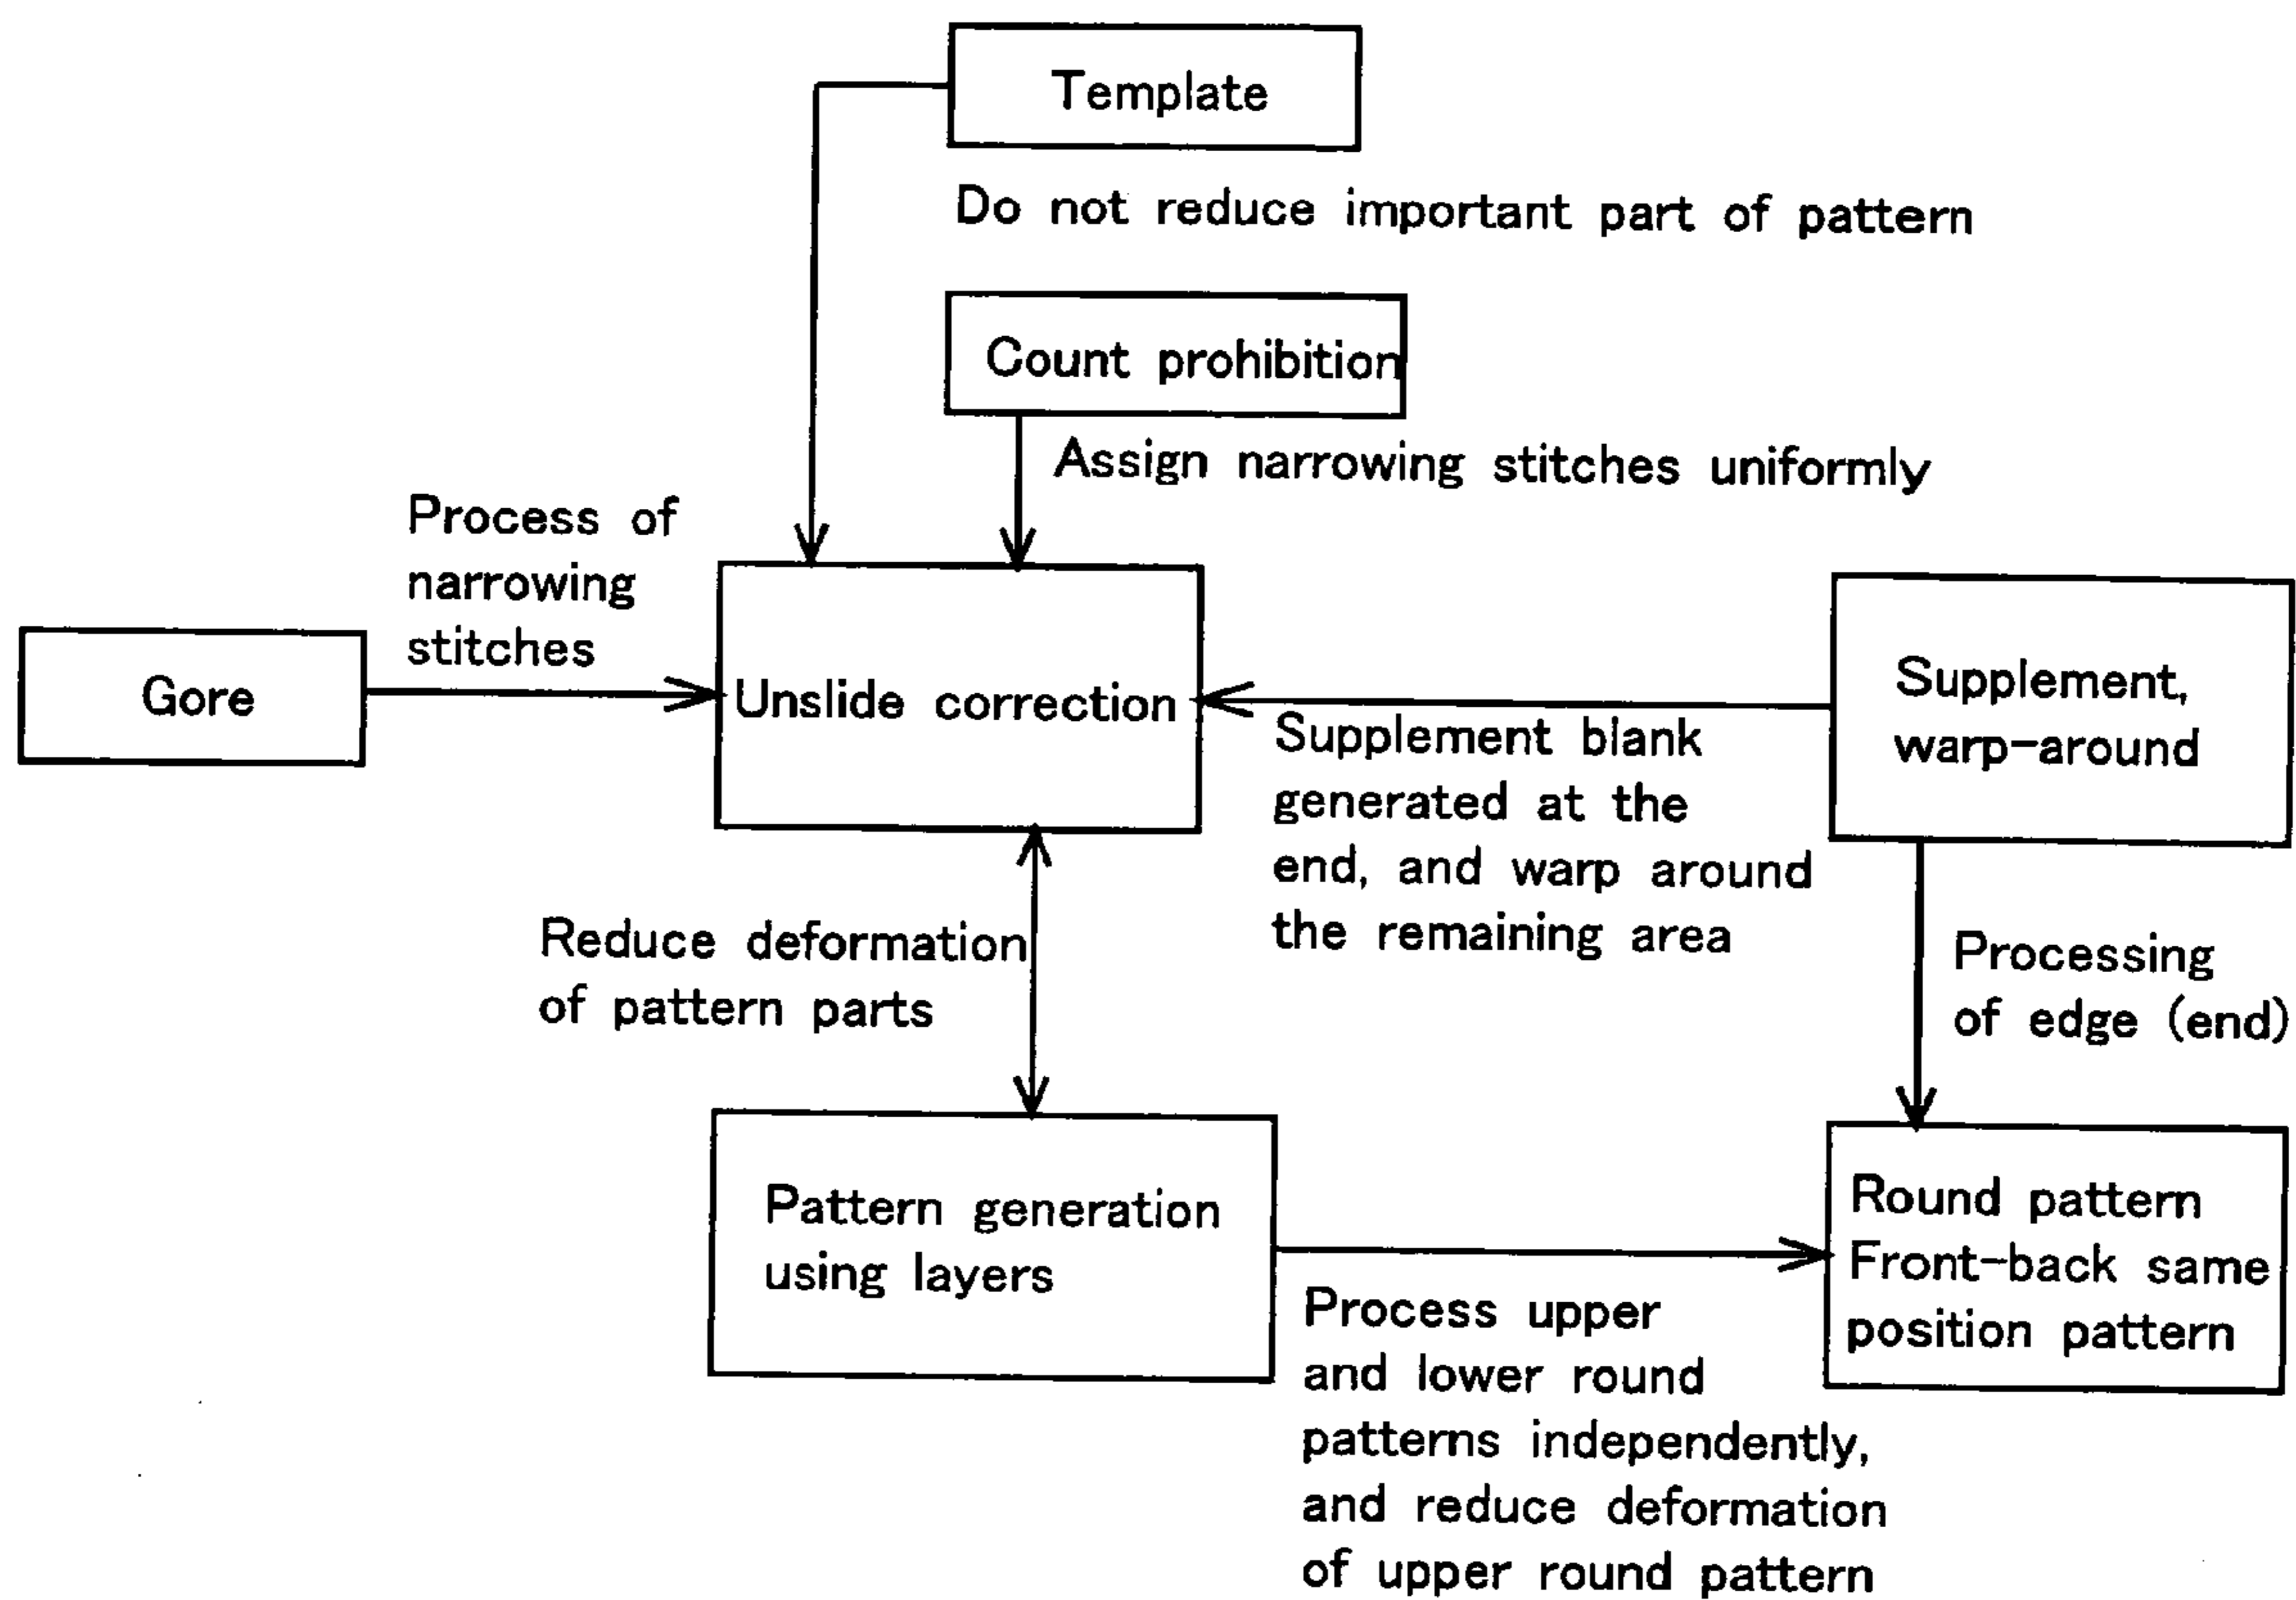 Template
Do not reduce important part of pattern
Count prohibition
Assign narrowing stitches uniformly
Process of
narrowing
stitches
Gore
Unslide correction
Supplement,
warp-around
Supplement blank
generated at the
end, and warp around
the remaining area
Reduce deformation
of pattern parts
Processing
of edge (end)
Pattern generation
using layers
Round pattern
Front-back same
position pattern
Process upper
and lower round
patterns independently,
and reduce deformation
of upper round pattern